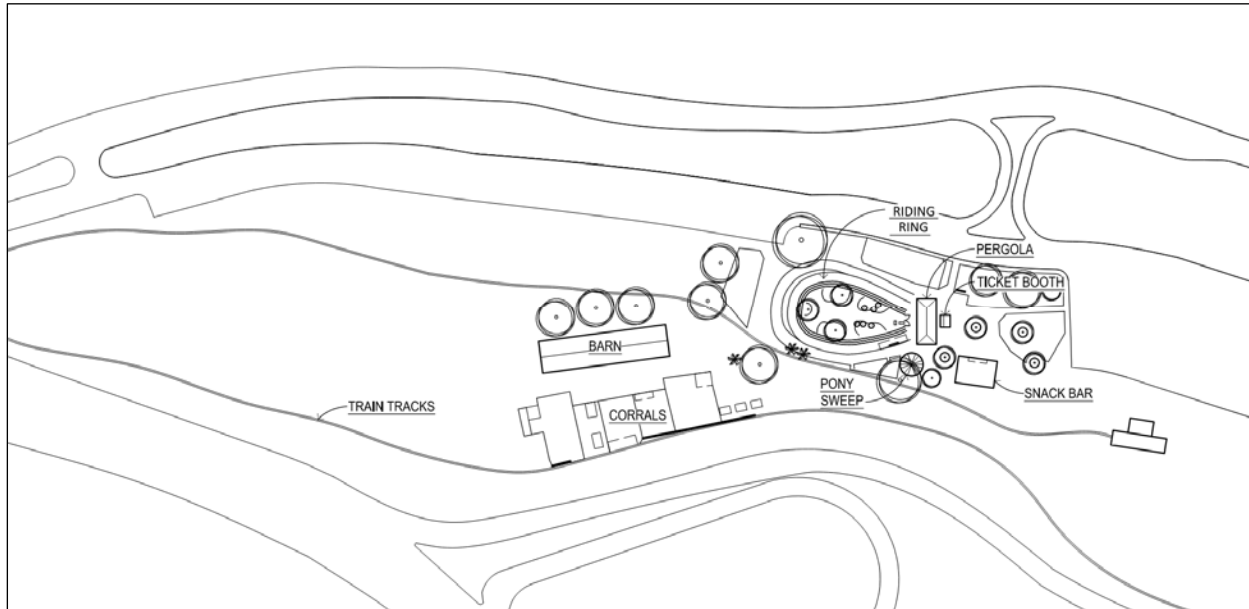 RIDING
RING
PERGOLA
TICKET BOOTH
BARN
PONY
SWEEP
SNACK BAR
TRAIN TRACKS
CORRALS